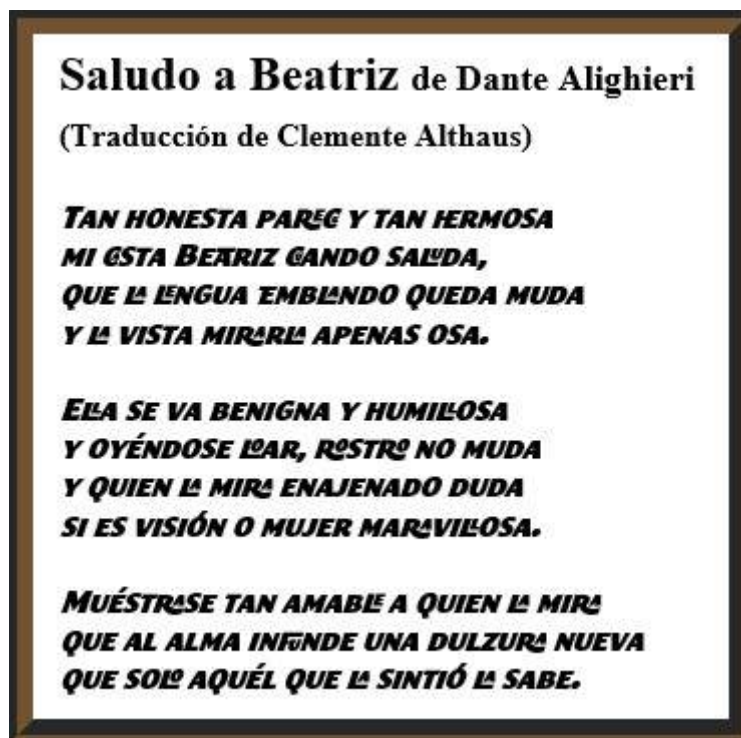 Saludo a Beatriz de Dante Alighieri
(Traducción de Clemente Althaus)
Tan honesta parece y tan hermosa
mi casta Beatriz cuando saluda,
que la lengua temblando queda muda
y la vista mirarla apenas osa.
Ella se va benigna y humillosa
y oyéndose loar, rostro no muda
y quien la mira enajenado duda
si es visión o mujer maravillosa.
Muéstrase tan amable a quien la mira
que al alma infunde una dulzura nueva
que solo aquél que la sintió la sabe.